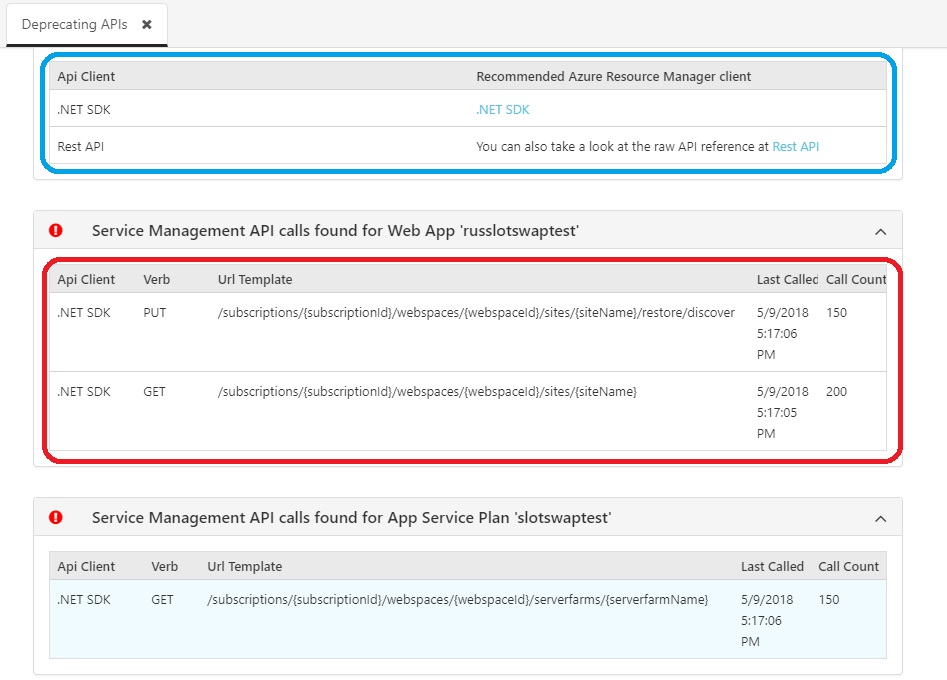 Deprecating APIs ✖
Api Client Recommended Azure Resource Manager client
.NET SDK .NET SDK
Rest API You can also take a look at the raw API reference at Rest API
Service Management API calls found for Web App 'russlotswaptest'
Api Client Verb Url Template Last Called Call Count
.NET SDK PUT /subscriptions/{subscriptionId}/webspaces/{webspaceId}/sites/{siteName}/restore/discover 5/9/2018 150
5:17:06
PM
.NET SDK GET /subscriptions/{subscriptionId}/webspaces/{webspaceId}/sites/{siteName} 5/9/2018 200
5:17:05
PM
Service Management API calls found for App Service Plan 'slotswaptest'
Api Client Verb Url Template Last Called Call Count
.NET SDK GET /subscriptions/{subscriptionId}/webspaces/{webspaceId}/serverfarms/{serverfarmName} 5/9/2018 150
5:17:06
PM